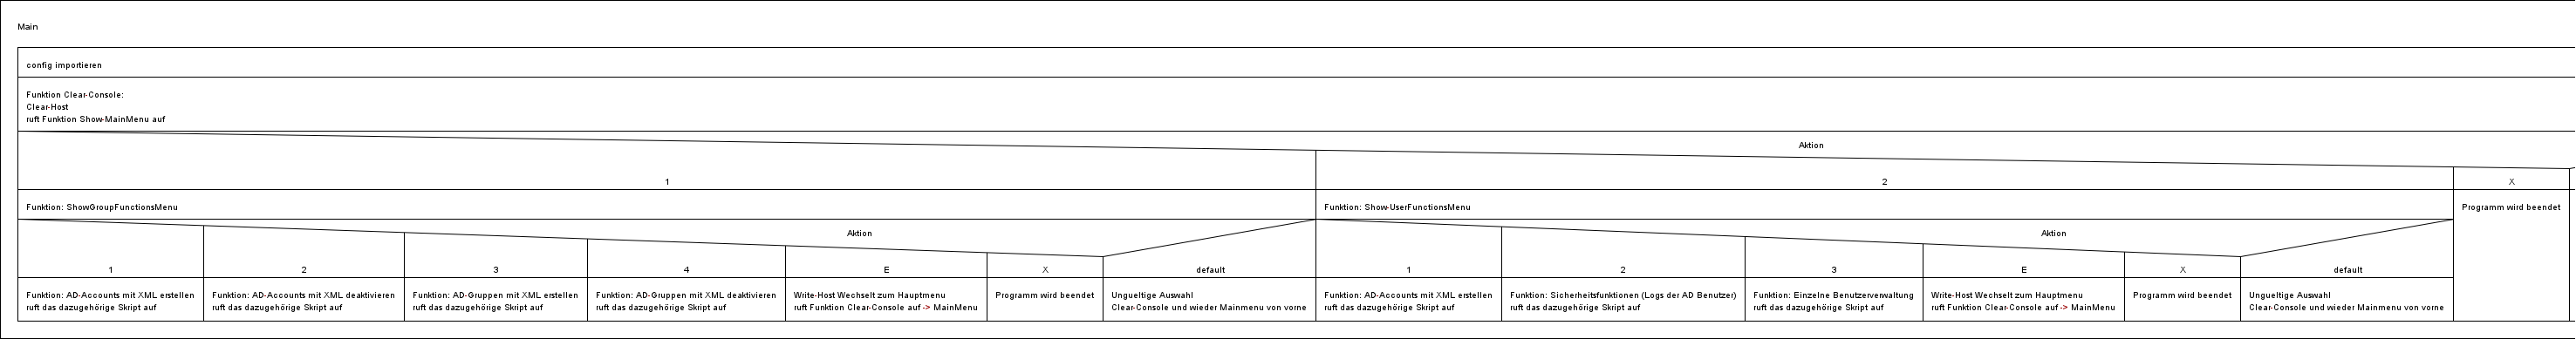 Main
config importieren
Funktion Clear-Console:
Clear-Host
ruft Funktion Show-MainMenu auf
Aktion
1
2
X
Funktion: ShowGroupFunctionsMenu
Funktion: Show-UserFunctionsMenu
Programm wird beendet
Aktion
Aktion
1
2
3
4
E
X
default
1
2
3
E
X
default
Funktion: AD-Accounts mit XML erstellen
ruft das dazugehörige Skript auf
Funktion: AD-Accounts mit XML deaktivieren
ruft das dazugehörige Skript auf
Funktion: AD-Gruppen mit XML erstellen
ruft das dazugehörige Skript auf
Funktion: AD-Gruppen mit XML deaktivieren
ruft das dazugehörige Skript auf
Write-Host Wechselt zum Hauptmenu
ruft Funktion Clear-Console auf -> MainMenu
Programm wird beendet
Ungueltige Auswahl
Clear-Console und wieder Mainmenu von vorne
Funktion: AD-Accounts mit XML erstellen
ruft das dazugehörige Skript auf
Funktion: Sicherheitsfunktionen (Logs der AD Benutzer)
ruft das dazugehörige Skript auf
Funktion: Einzelne Benutzerverwaltung
ruft das dazugehörige Skript auf
Write-Host Wechselt zum Hauptmenu
ruft Funktion Clear-Console auf -> MainMenu
Programm wird beendet
Ungueltige Auswahl
Clear-Console und wieder Mainmenu von vorne